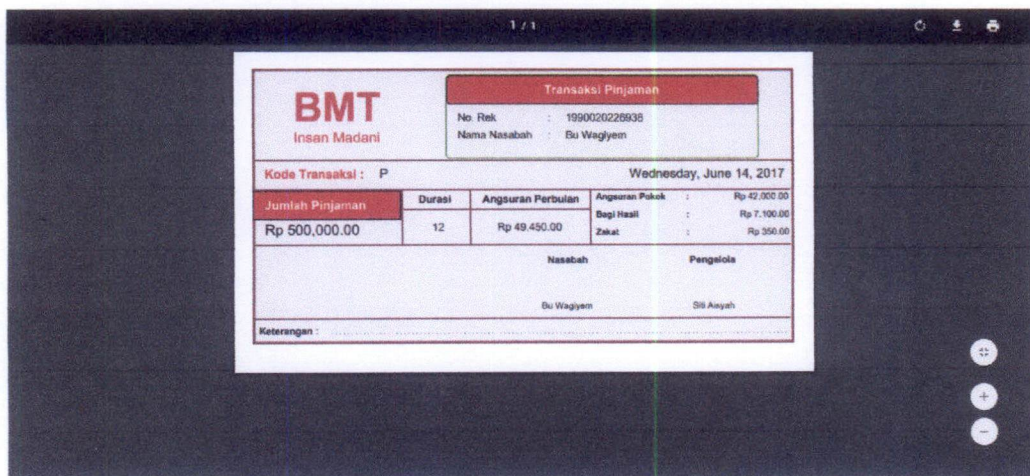 1 / 1
BMT
Insan Madani
Transaksi Pinjaman
No. Rek : 1990020226936
Nama Nasabah : Bu Wagiyem
Kode Transaksi : P
Wednesday, June 14, 2017
Jumlah Pinjaman
Rp 500,000.00
Durasi
12
Angsuran Perbulan
Rp 49.450.00
Angsuran Pokok : Rp 42,000.00
Bagi Hasil : Rp 7.100.00
Zakat : Rp 350.00
Nasabah
Pengelola
Bu Wagiyem
Siti Aisyah
Keterangan :